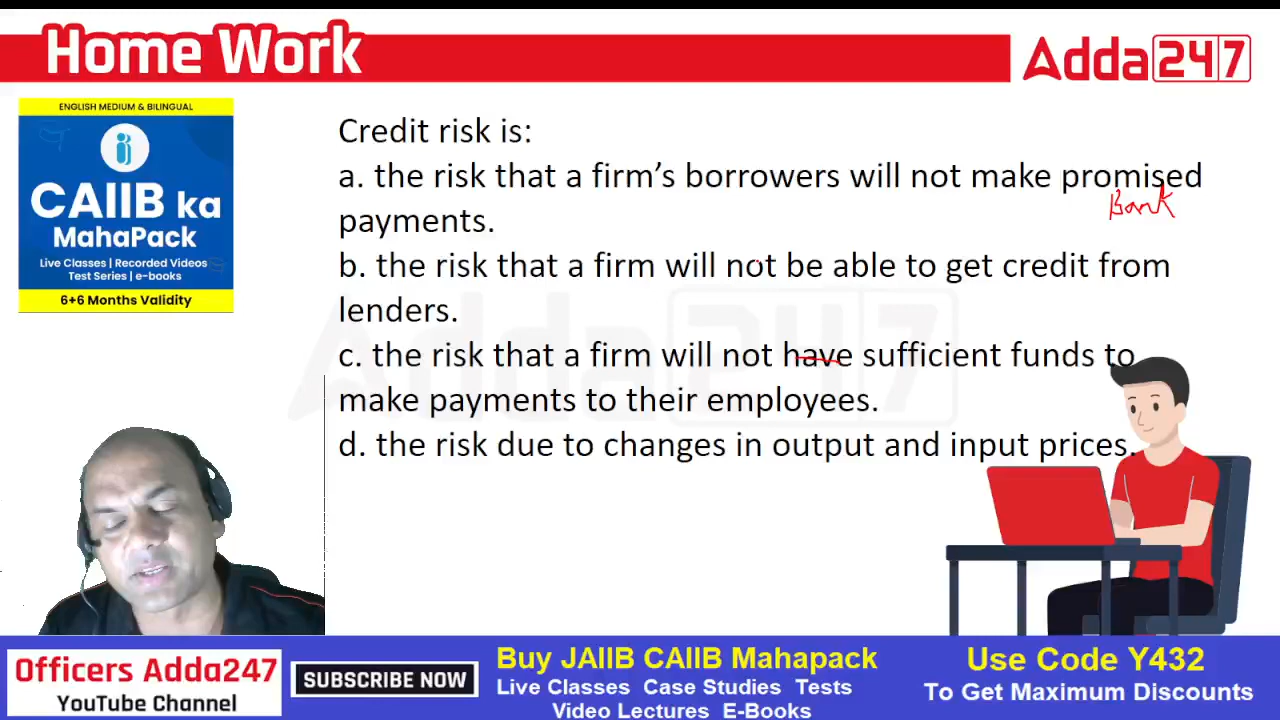 Home Work
Adda247
ENGLISH MEDIUM & BILINGUAL
CAIIB ka
MahaPack
Live Classes | Recorded Videos
Test Series | e-books
6+6 Months Validity
Credit risk is:
a. the risk that a firm’s borrowers will not make promised
Bank
payments.
b. the risk that a firm will not be able to get credit from
lenders.
c. the risk that a firm will not have sufficient funds to
make payments to their employees.
d. the risk due to changes in output and input prices.
Adda247
Officers Adda247
YouTube Channel
SUBSCRIBE NOW
Buy JAIIB CAIIB Mahapack
Live Classes Case Studies Tests
Video Lectures E-Books
Use Code Y432
To Get Maximum Discounts